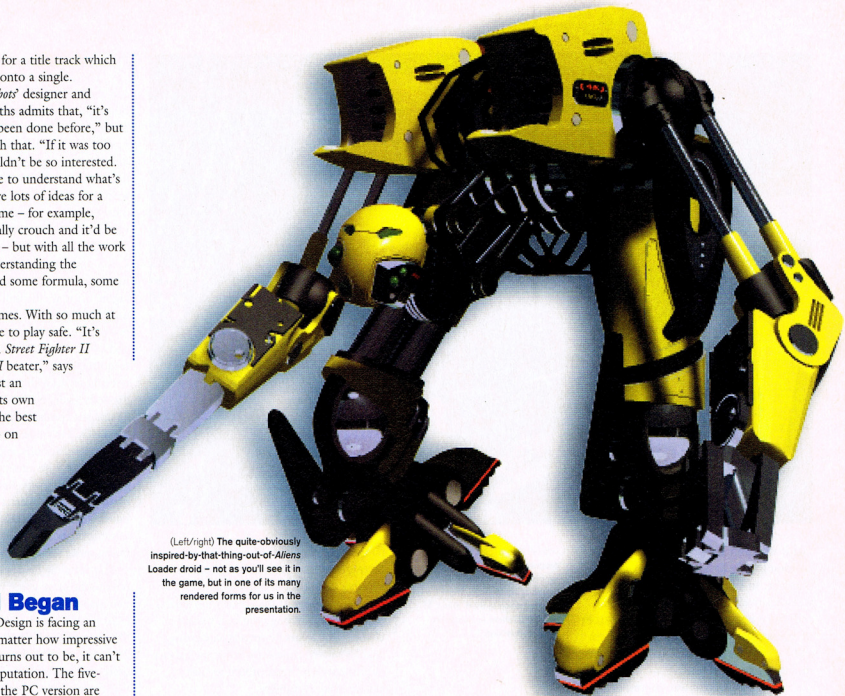 for a title track which
onto a single.
bots' designer and
ths admits that, "it's
been done before," but
h that. "If it was too
ldn't be so interested.
e to understand what's
e lots of ideas for a
me – for example,
ally crouch and it'd be
– but with all the work
erstanding the
d some formula, some
mes. With so much at
e to play safe. "It's
Street Fighter II
I beater," says
st an
ts own
he best
on
Began
Design is facing an
matter how impressive
urns out to be, it can't
putation. The five-
the PC version are
(Left/right) The quite-obviously
inspired-by-that-thing-out-of-Aliens
Loader droid – not as you'll see it in
the game, but in one of its many
rendered forms for us in the
presentation.